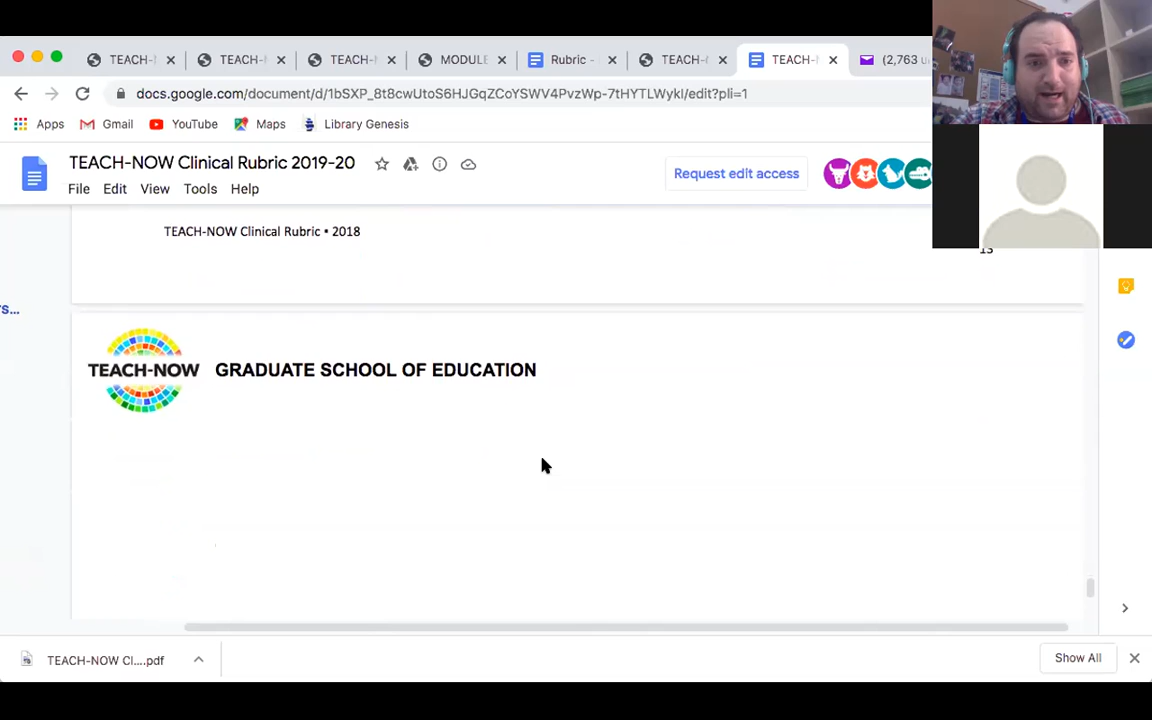 TEACH-
TEACH-
TEACH-
MODULE
Rubric -
TEACH-
TEACH-
(2,763 u
docs.google.com/document/d/1bSXP_8t8cwUtoS6HJGqZCoYSWV4PvzWp-7tHYTLWykI/edit?pli=1
Apps Gmail YouTube Maps Library Genesis
TEACH-NOW Clinical Rubric 2019-20
Request edit access
File Edit View Tools Help
TEACH-NOW Clinical Rubric • 2018
13
rs...
TEACH-NOW GRADUATE SCHOOL OF EDUCATION
TEACH-NOW Cl....pdf
Show All